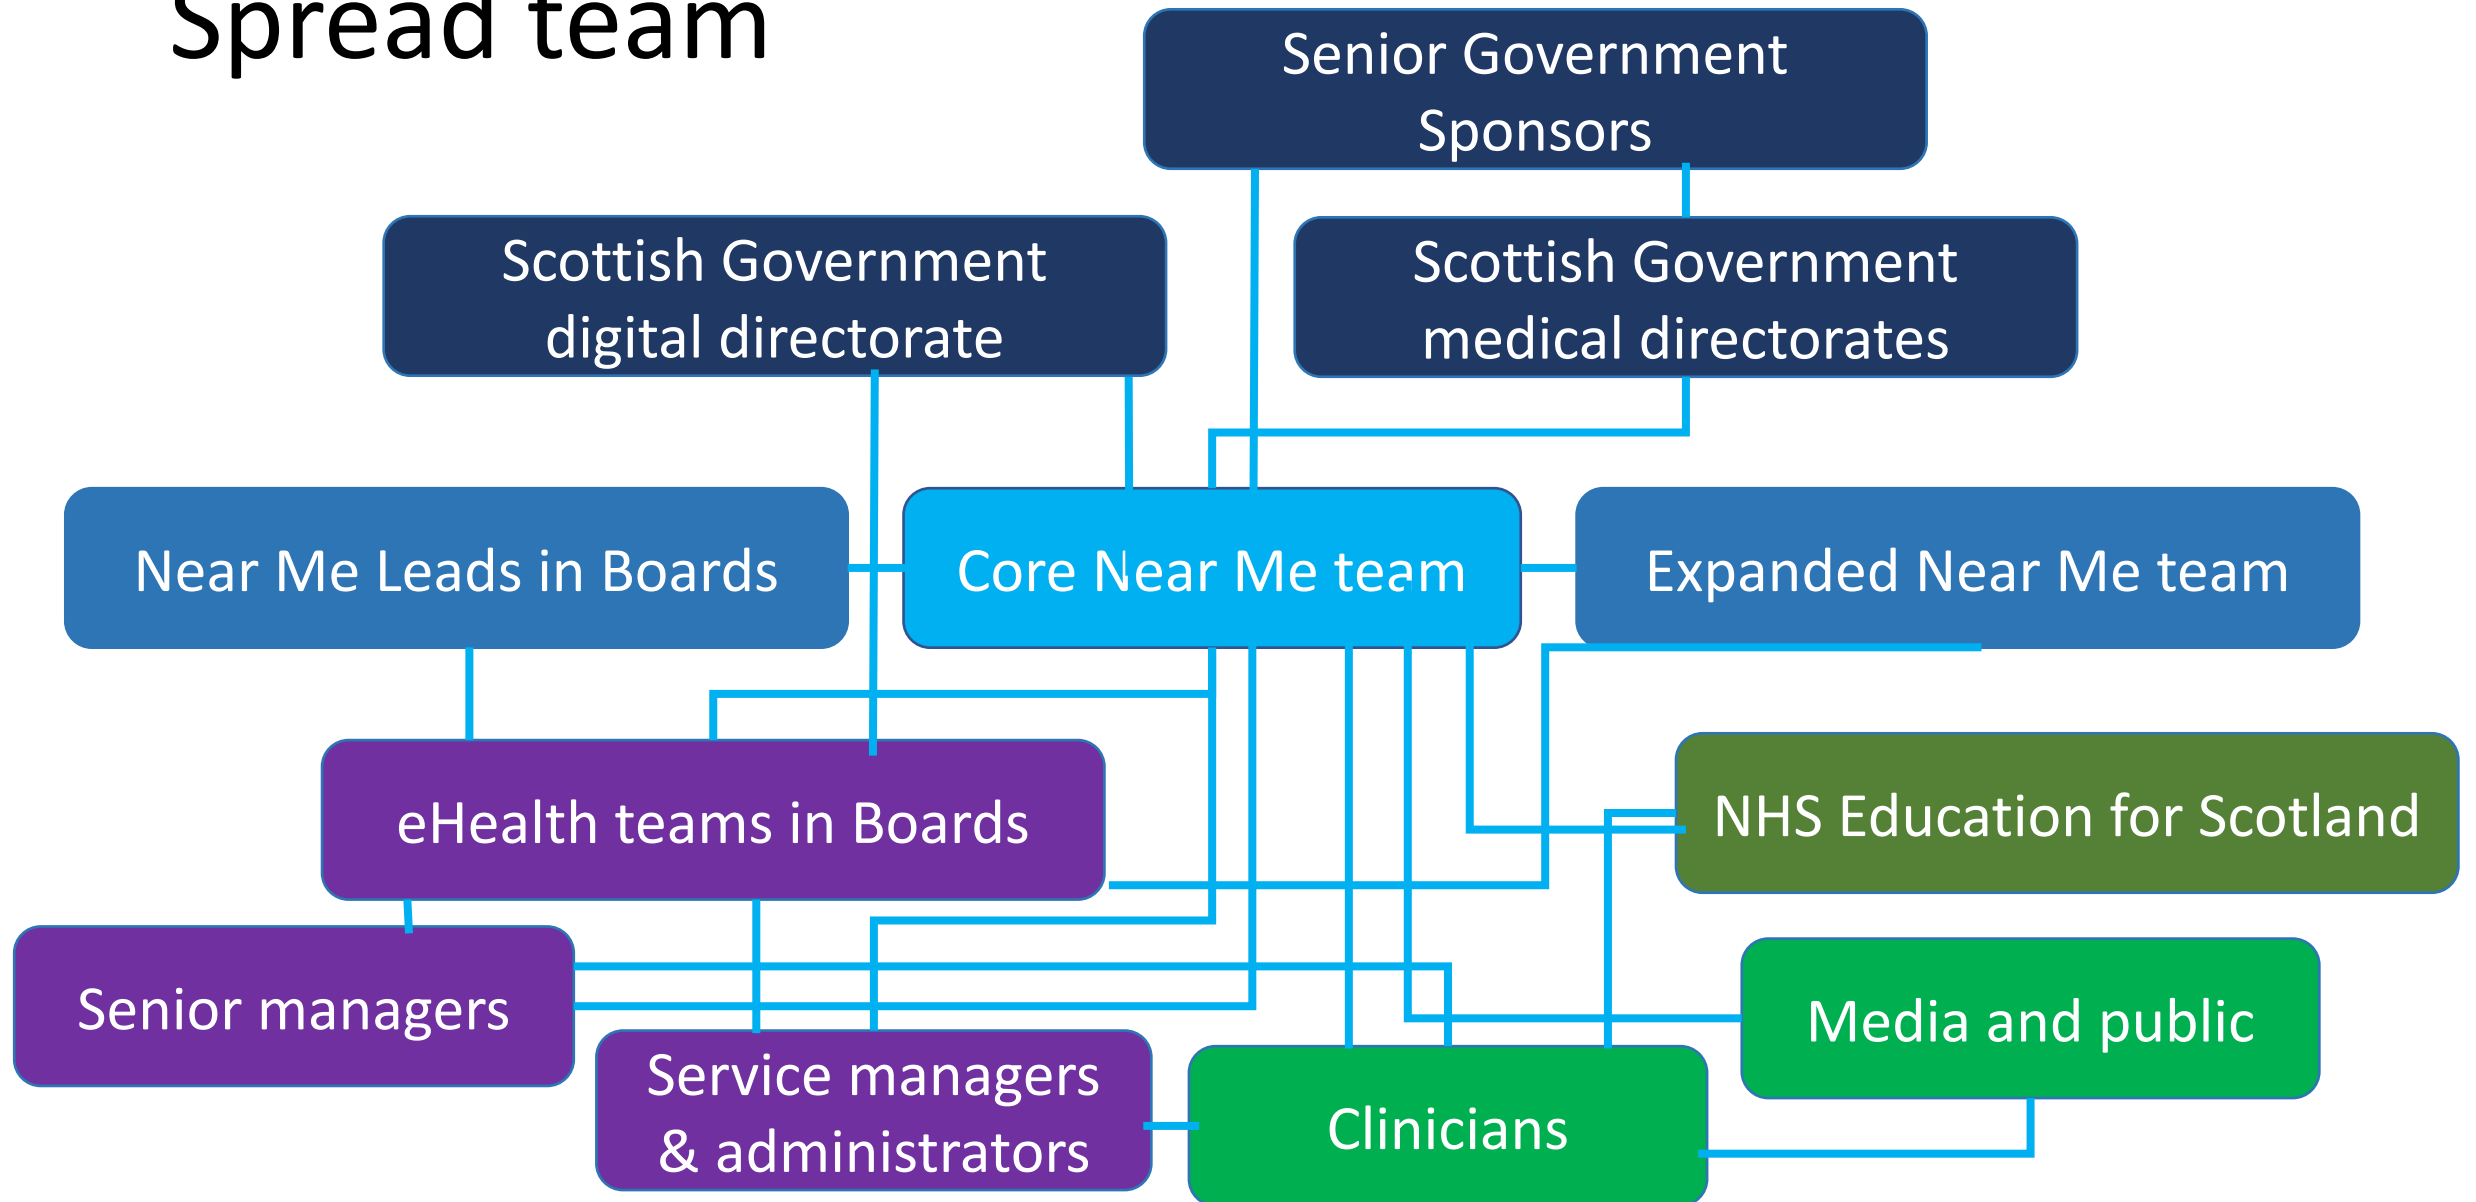 Spread team
Senior Government
Sponsors
Scottish Government
digital directorate
Scottish Government
medical directorates
Near Me Leads in Boards
Core Near Me team
Expanded Near Me team
eHealth teams in Boards
NHS Education for Scotland
Senior managers
Media and public
Service managers
& administrators
Clinicians